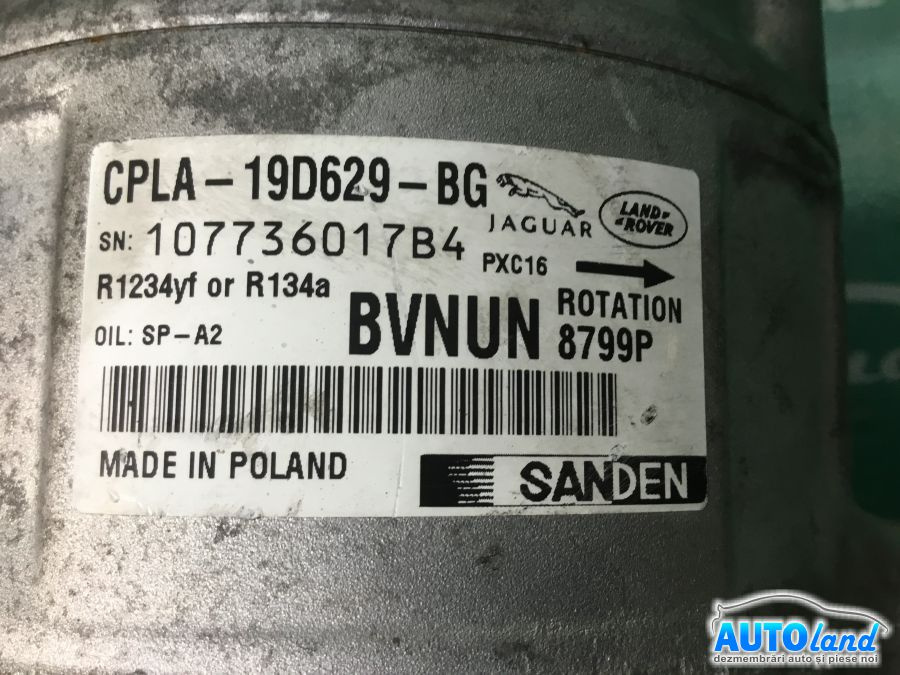 CPLA-19D629-BG
JAGUAR
LAND ROVER
SN: 107736017B4
PXC16
R1234yf or R134a
BVNUN
ROTATION
8799P
OIL: SP-A2
MADE IN POLAND
SANDEN
AUTOland
dezmembrări auto și piese noi